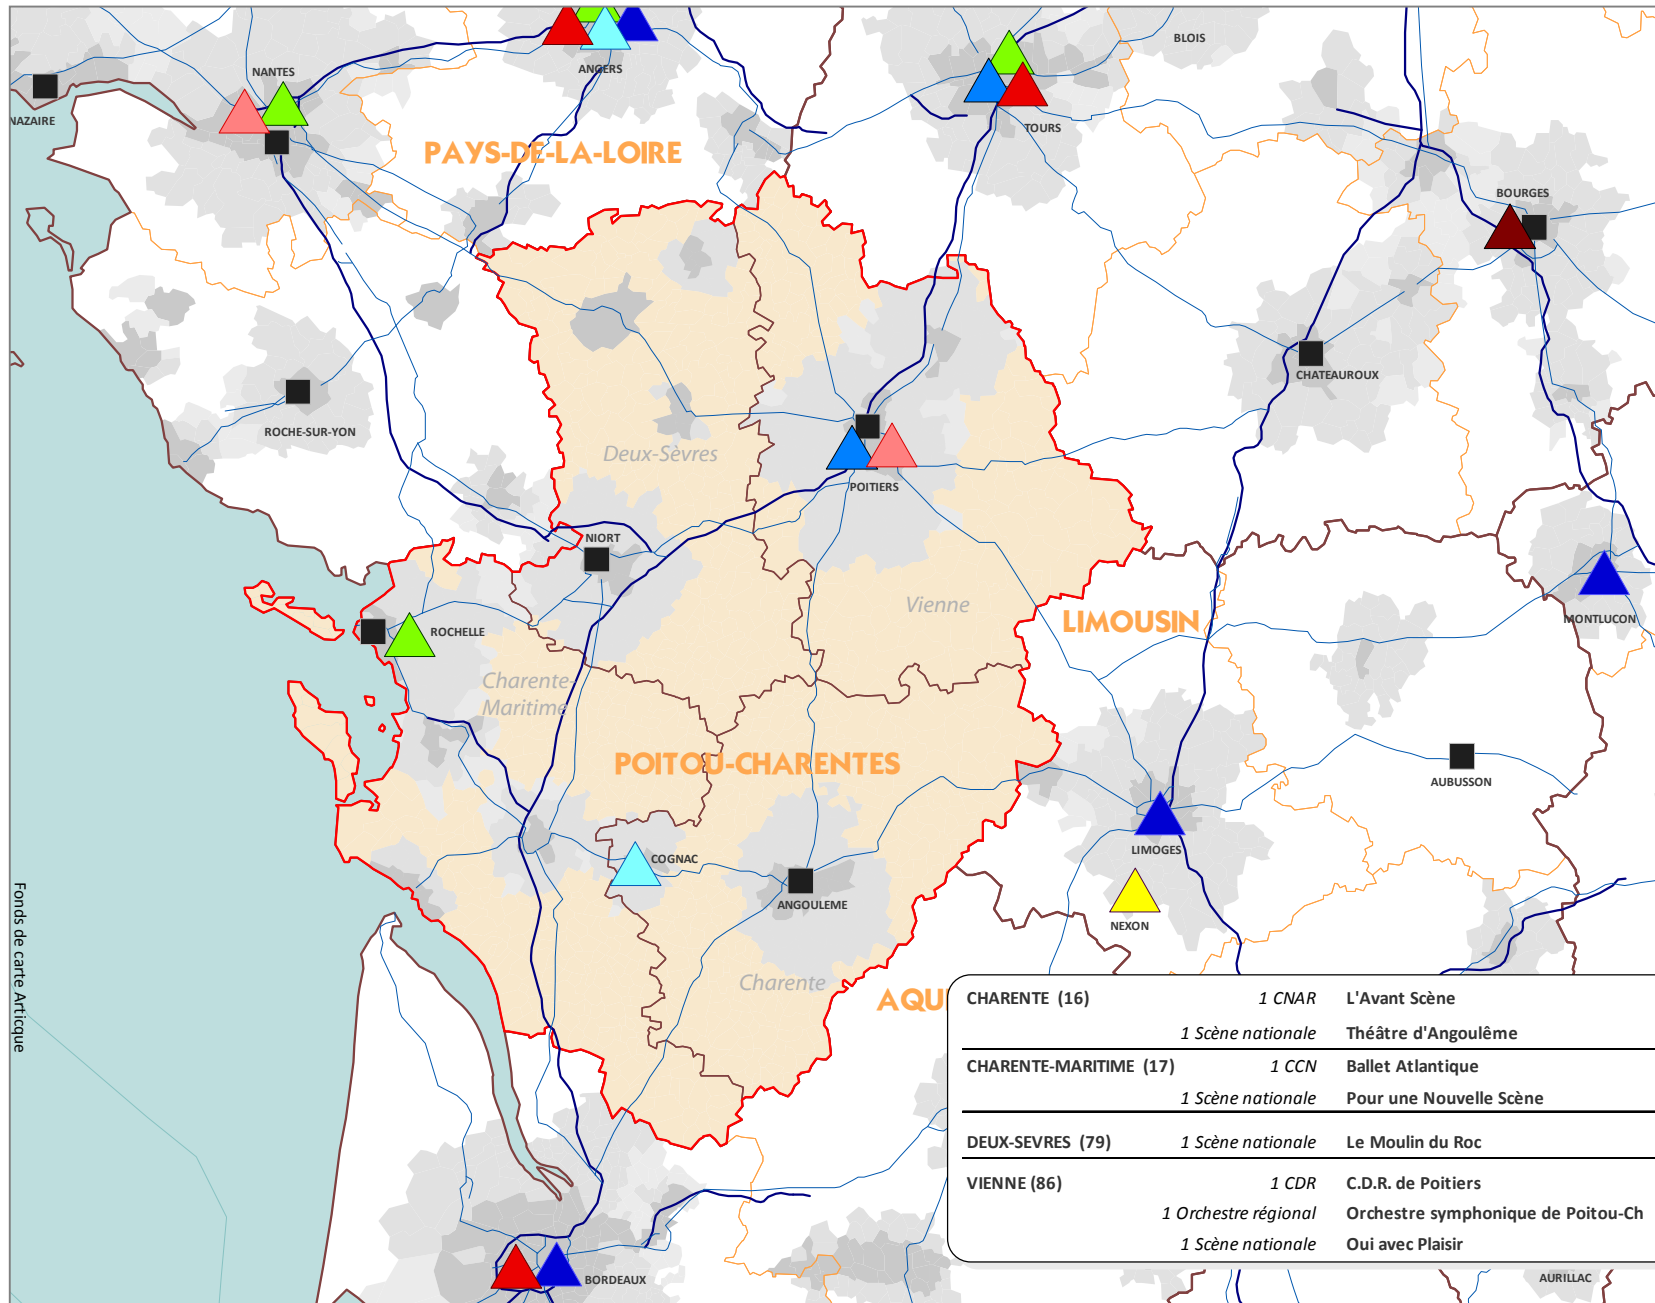 BLOIS
NANTES
ANGERS
NAZAIRE
TOURS
PAYS-DE-LA-LOIRE
BOURGES
CHATEAUROUX
ROCHE-SUR-YON
Deux-Sèvres
POITIERS
NIORT
Vienne
LIMOUSIN
MONTLUCON
ROCHELLE
Charente-
Maritime
POITOU-CHARENTES
AUBUSSON
LIMOGES
COGNAC
ANGOULEME
NEXON
Fonds de carte Articque
Charente
AQU
CHARENTE (16) 1 CNAR L'Avant Scène
1 Scène nationale Théâtre d'Angoulême
CHARENTE-MARITIME (17) 1 CCN Ballet Atlantique
1 Scène nationale Pour une Nouvelle Scène
DEUX-SEVRES (79) 1 Scène nationale Le Moulin du Roc
VIENNE (86) 1 CDR C.D.R. de Poitiers
1 Orchestre régional Orchestre symphonique de Poitou-Ch
1 Scène nationale Oui avec Plaisir
BORDEAUX
AURILLAC